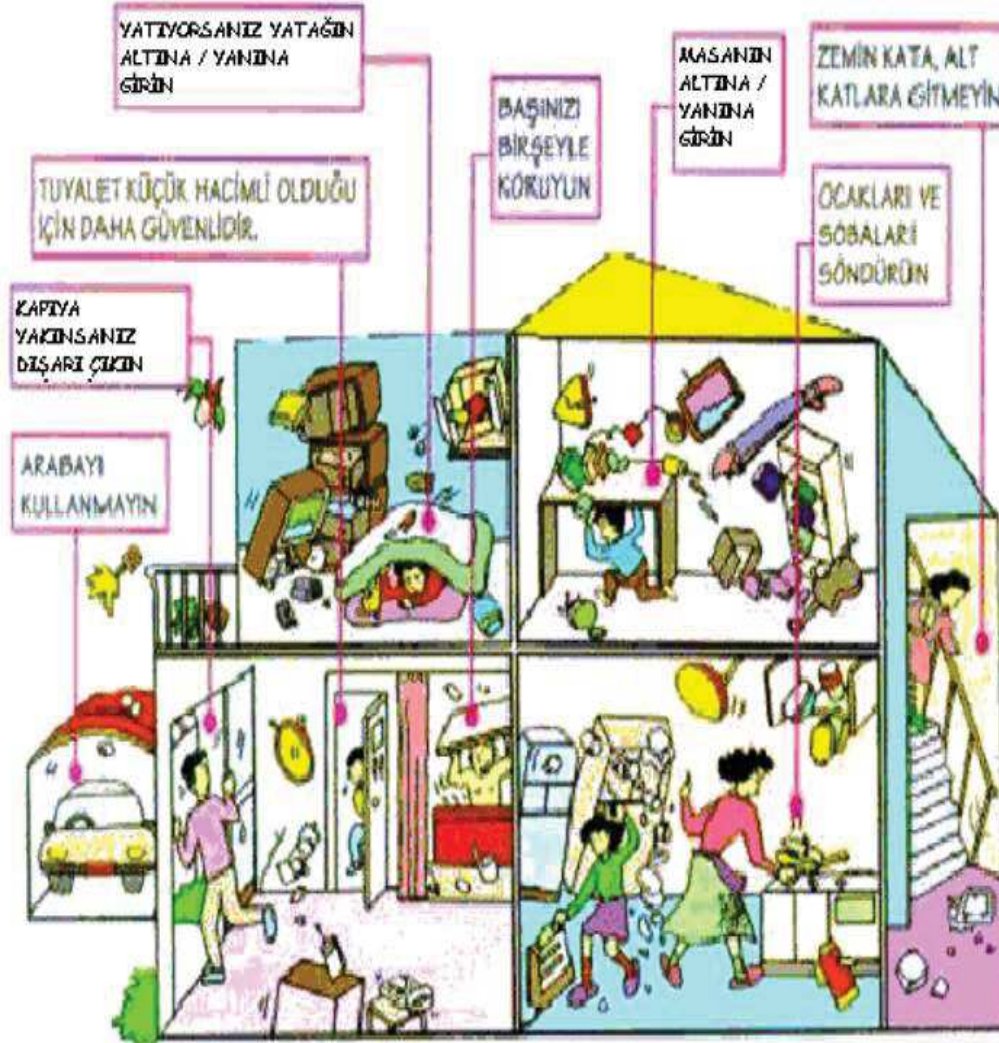 YATIYORSANIZ YATAĞIN
ALTINA / YANINA
GİRİN
BAŞINIZI
BİRŞEYLE
KORUYUN
MASANIN
ALTINA /
YANINA
GİRİN
ZEMİN KATA, ALT
KATLARA GİTMEYİN
TUVALET KÜÇÜK HACİMLİ OLDUĞU
İÇİN DAHA GÜVENLİDİR.
OCAKLARI VE
SOBALARI
SÖNDÜRÜN
KAPIYA
YAKINSANIZ
DIŞARI ÇIKIN
ARABAYI
KULLANMAYIN